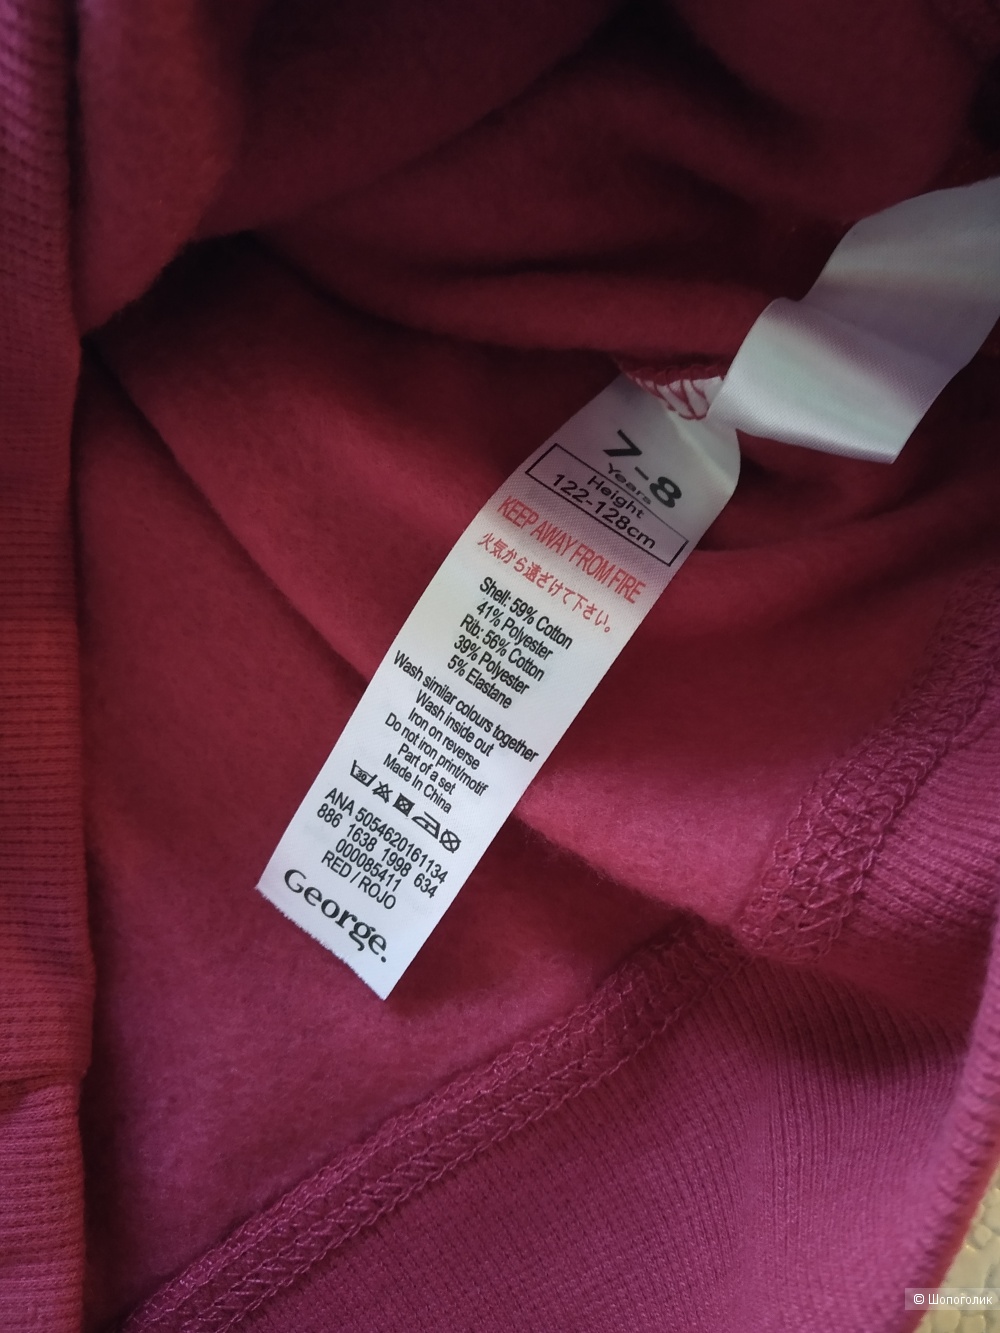 7-8
Years
Height
122-128cm
KEEP AWAY FROM FIRE
火気から遠ざけて下さい。
Shell: 59% Cotton
41% Polyester
Rib: 56% Cotton
39% Polyester
5% Elastane
Wash similar colours together
Wash inside out
Iron on reverse
Do not iron print/motif
Part of a set
Made In China
30
ANA 5054620161134
886 1638 1998 634
000085411
RED / ROJO
George.
© Шопоголик